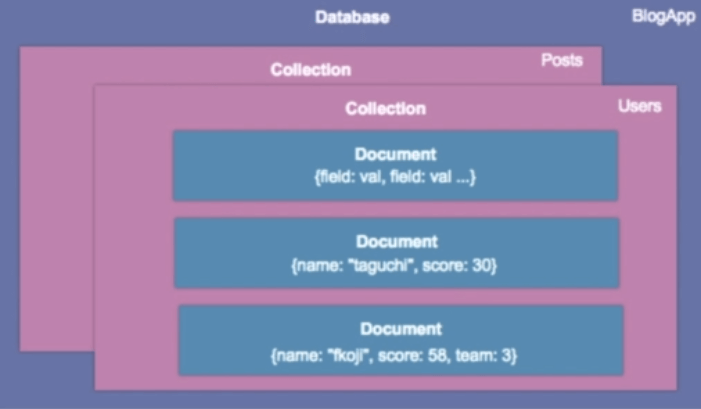 Database
BlogApp
Collection
Posts
Collection
Users
Document
{field: val, field: val ...}
Document
{name: "taguchi", score: 30}
Document
{name: "fkoji", score: 58, team: 3}